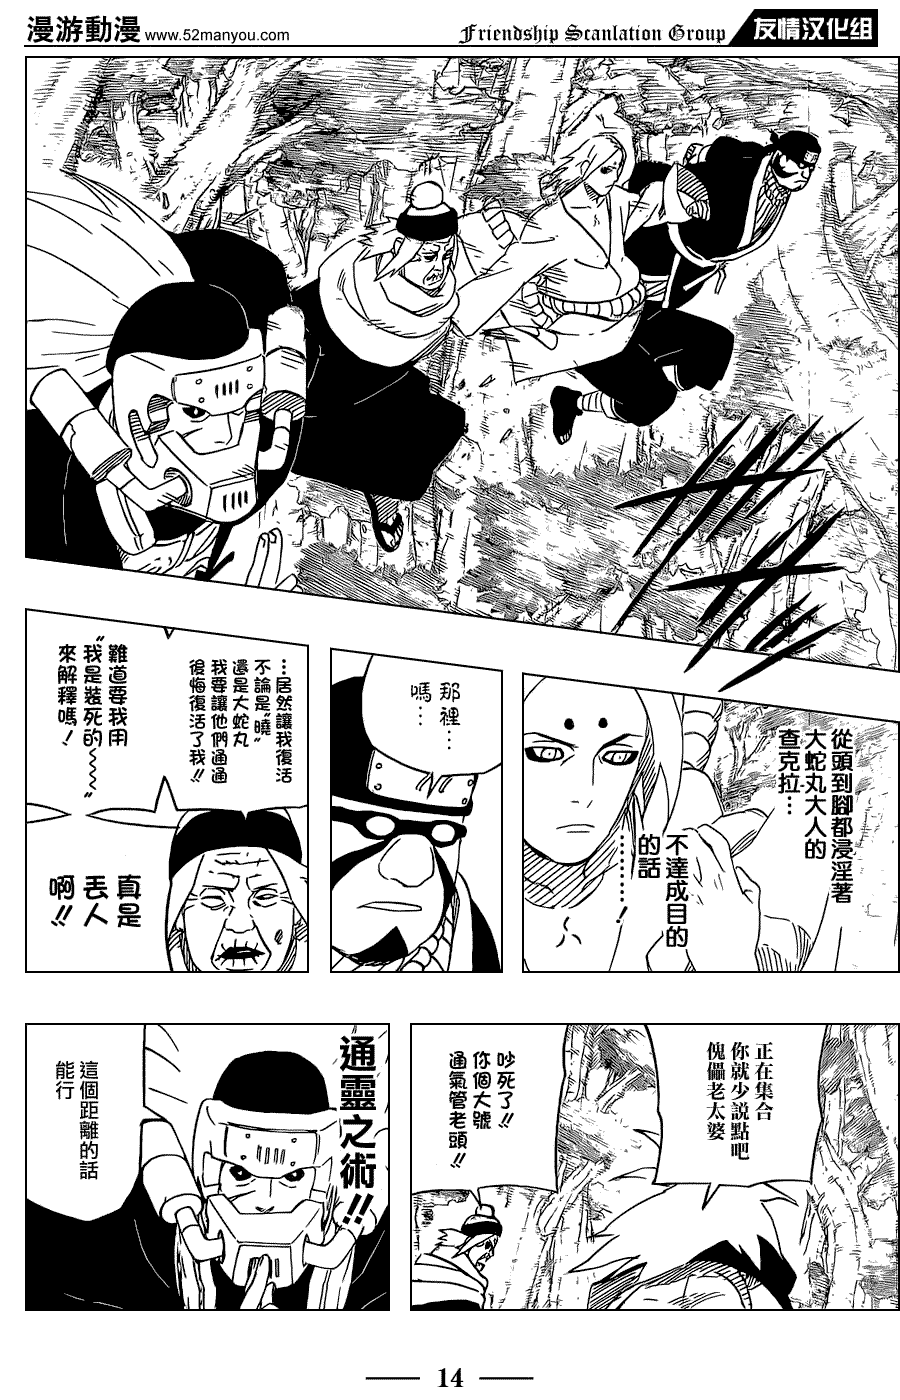 漫游動漫 www.52manyou.com
Friendship Scanlation Group 友情汉化组
從頭到腳都浸淫著
大蛇丸大人的
查克拉…
不達成目的
的話
………！
那裡…
嗎…
…居然讓我復活
不論是〝曉〞
還是大蛇丸
我要讓他們通通
後悔復活了我!!
難道要我用
〝我是裝死的～～〞
來解釋嗎！
真是
丟人
啊!!
正在集合
你就少說點吧
傀儡老太婆
吵死了!!
你個大號
通氣管老頭!!
通靈之術!!
這個距離的話
能行
14